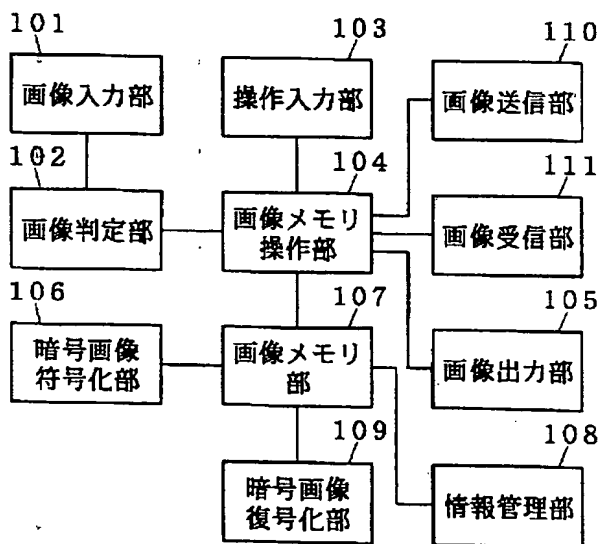 101
画像入力部
103
操作入力部
110
画像送信部
102
画像判定部
104
画像メモリ
操作部
111
画像受信部
106
暗号画像
符号化部
107
画像メモリ
部
105
画像出力部
109
暗号画像
復号化部
108
情報管理部